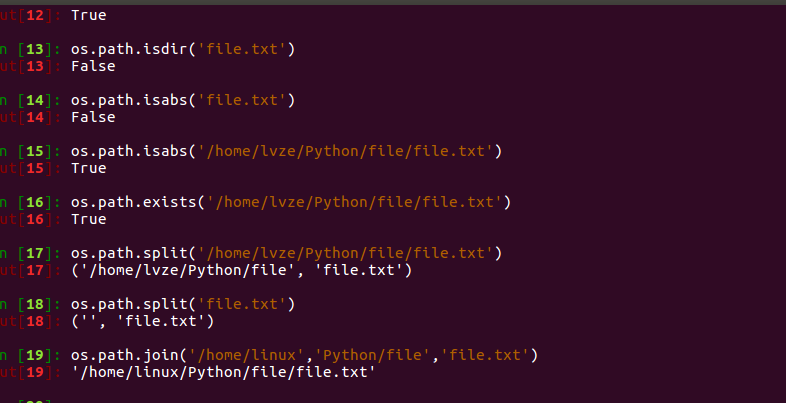 ut[12]: True
n [13]: os.path.isdir('file.txt')
ut[13]: False
n [14]: os.path.isabs('file.txt')
ut[14]: False
n [15]: os.path.isabs('/home/lvze/Python/file/file.txt')
ut[15]: True
n [16]: os.path.exists('/home/lvze/Python/file/file.txt')
ut[16]: True
n [17]: os.path.split('/home/lvze/Python/file/file.txt')
ut[17]: ('/home/lvze/Python/file', 'file.txt')
n [18]: os.path.split('file.txt')
ut[18]: ('', 'file.txt')
n [19]: os.path.join('/home/linux','Python/file','file.txt')
ut[19]: '/home/linux/Python/file/file.txt'